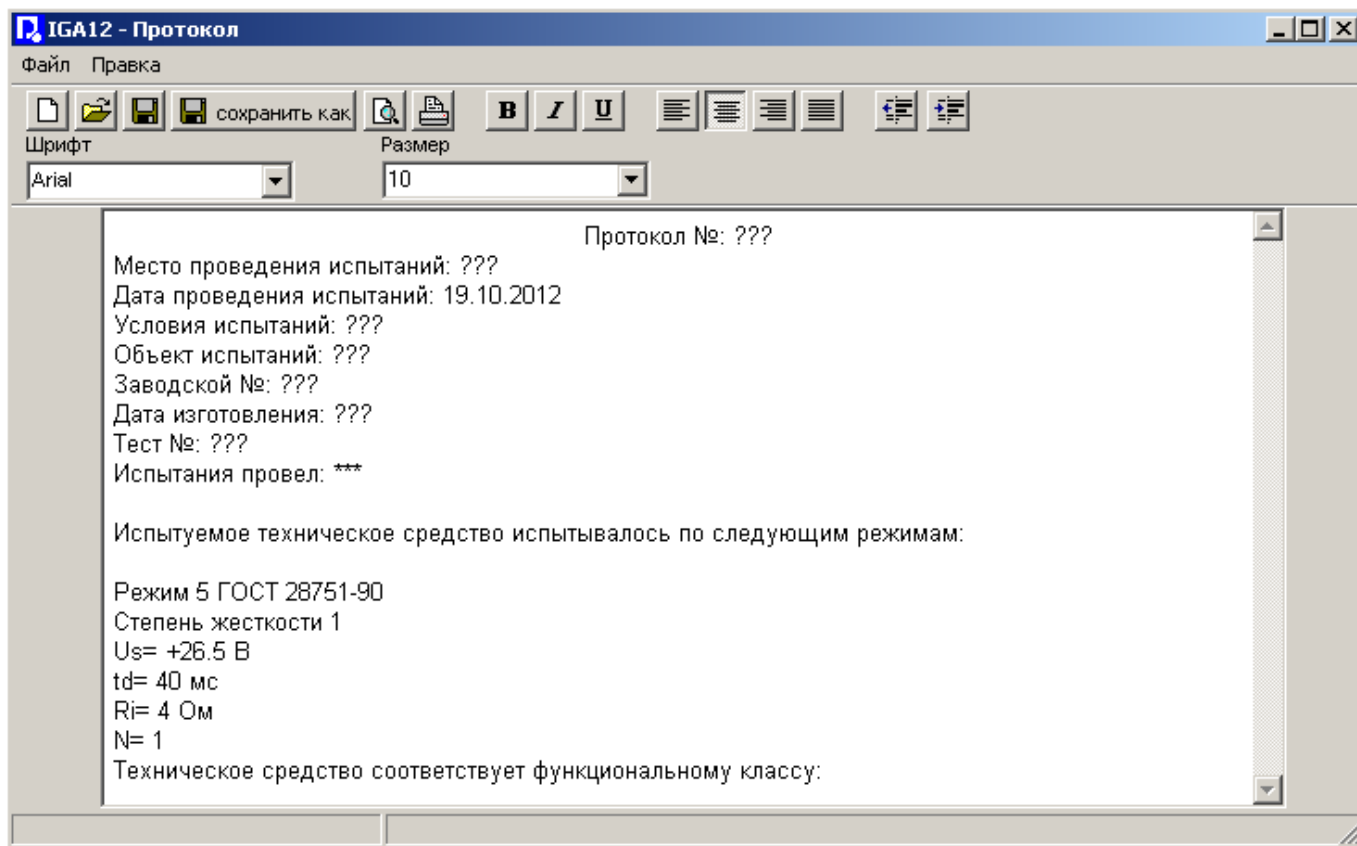 IGA12 - Протокол
Файл Правка
сохранить как B I U
Шрифт Размер
Arial 10
Протокол №: ???
Место проведения испытаний: ???
Дата проведения испытаний: 19.10.2012
Условия испытаний: ???
Объект испытаний: ???
Заводской №: ???
Дата изготовления: ???
Тест №: ???
Испытания провел: ***
Испытуемое техническое средство испытывалось по следующим режимам:
Режим 5 ГОСТ 28751-90
Степень жесткости 1
Us= +26.5 В
td= 40 мс
Ri= 4 Ом
N= 1
Техническое средство соответствует функциональному классу: